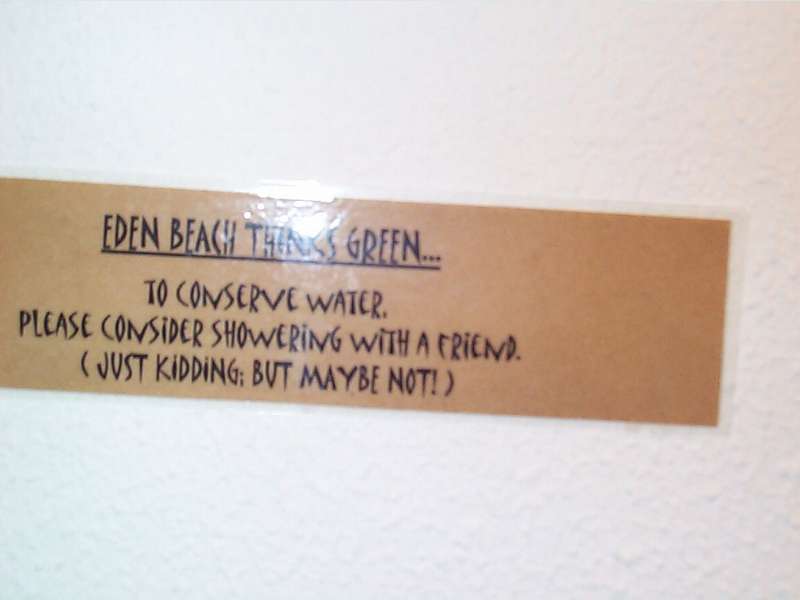 EDEN BEACH THINKS GREEN...
TO CONSERVE WATER,
PLEASE CONSIDER SHOWERING WITH A FRIEND.
( JUST KIDDING; BUT MAYBE NOT! )